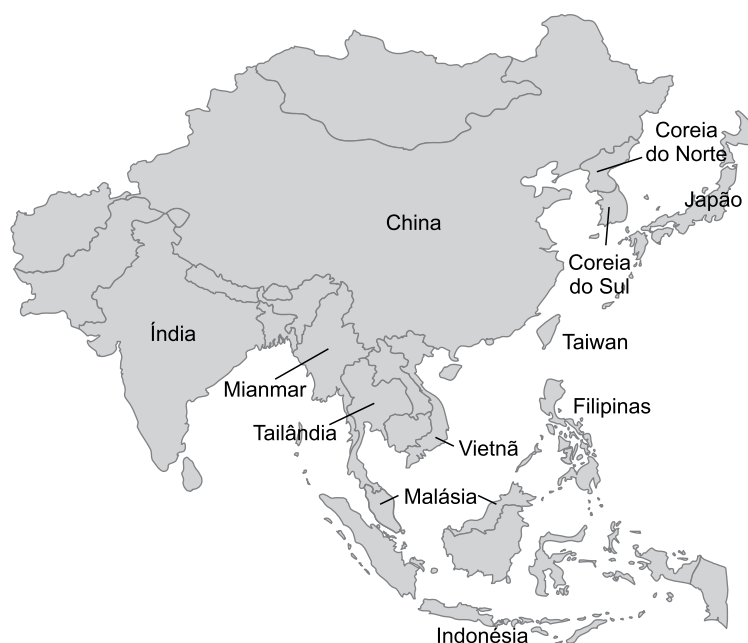 Coreia
do Norte
Japão
China
Coreia
do Sul
Índia
Taiwan
Mianmar
Filipinas
Tailândia
Vietnã
Malásia
Indonésia